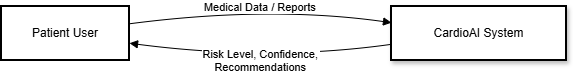 Medical Data / Reports
Patient User
CardioAI System
Risk Level, Confidence,
Recommendations